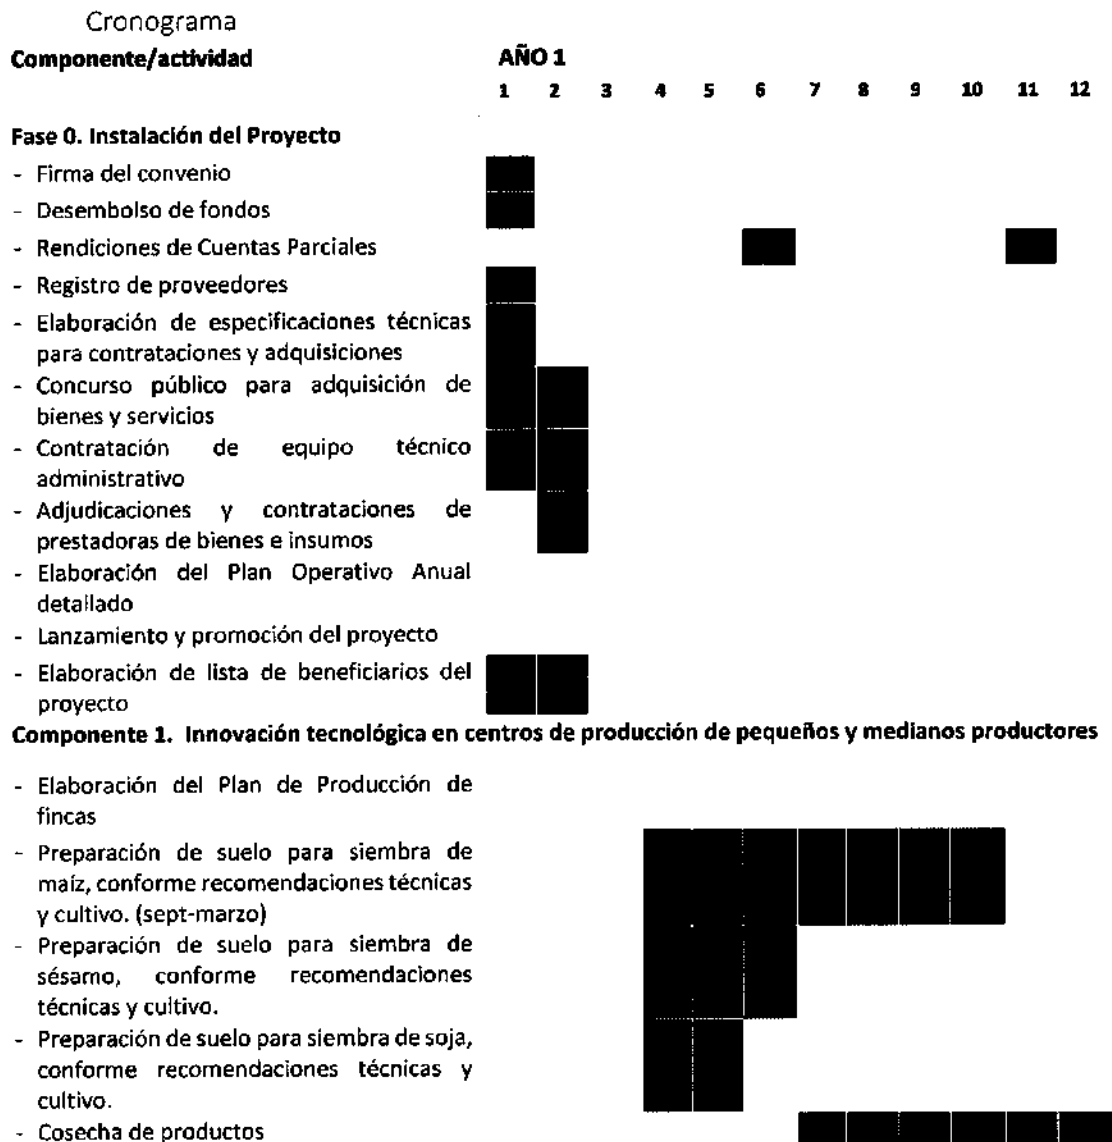 Cronograma
Componente/actividad AÑO 1
1 2 3 4 5 6 7 8 9 10 11 12
Fase 0. Instalación del Proyecto
- Firma del convenio
- Desembolso de fondos
- Rendiciones de Cuentas Parciales
- Registro de proveedores
- Elaboración de especificaciones técnicas
para contrataciones y adquisiciones
- Concurso público para adquisición de
bienes y servicios
- Contratación de equipo técnico
administrativo
- Adjudicaciones y contrataciones de
prestadoras de bienes e insumos
- Elaboración del Plan Operativo Anual
detallado
- Lanzamiento y promoción del proyecto
- Elaboración de lista de beneficiarios del
proyecto
Componente 1. Innovación tecnológica en centros de producción de pequeños y medianos productores
- Elaboración del Plan de Producción de
fincas
- Preparación de suelo para siembra de
maíz, conforme recomendaciones técnicas
y cultivo. (sept-marzo)
- Preparación de suelo para siembra de
sésamo, conforme recomendaciones
técnicas y cultivo.
- Preparación de suelo para siembra de soja,
conforme recomendaciones técnicas y
cultivo.
- Cosecha de productos